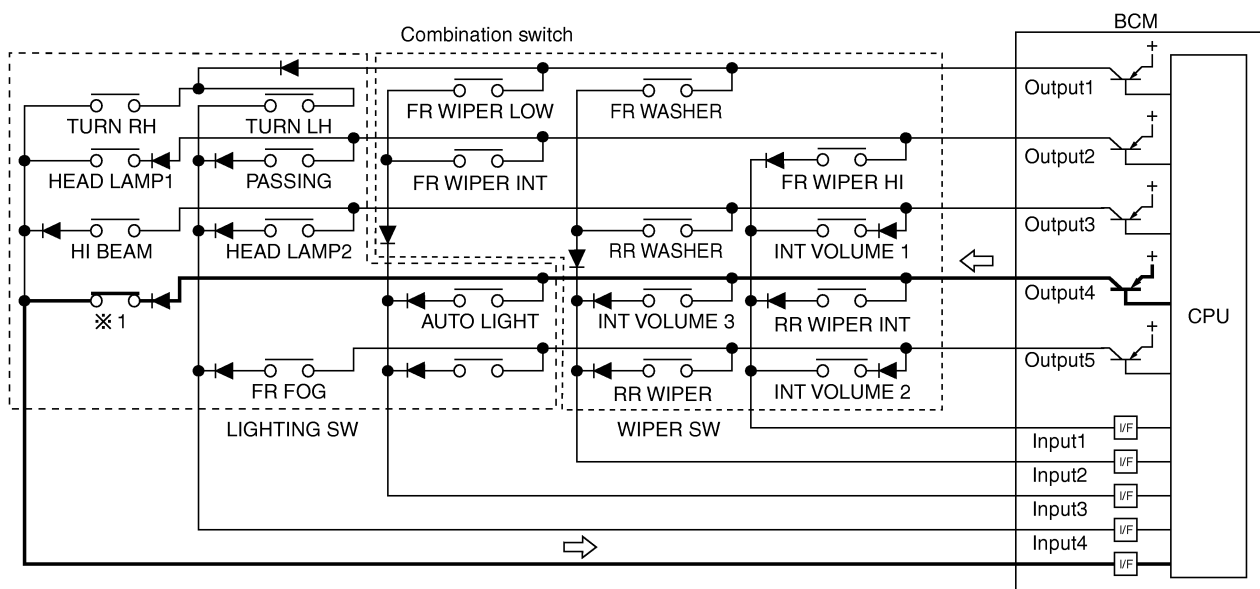 BCM
Combination switch
+
Output1
TURN RH
TURN LH
FR WIPER LOW
FR WASHER
+
Output2
HEAD LAMP1
PASSING
FR WIPER INT
FR WIPER HI
+
Output3
HI BEAM
HEAD LAMP2
RR WASHER
INT VOLUME 1
+
Output4
※ 1
AUTO LIGHT
INT VOLUME 3
RR WIPER INT
CPU
+
Output5
FR FOG
RR WIPER
INT VOLUME 2
LIGHTING SW
WIPER SW
I/F
Input1
I/F
Input2
I/F
Input3
I/F
Input4
I/F